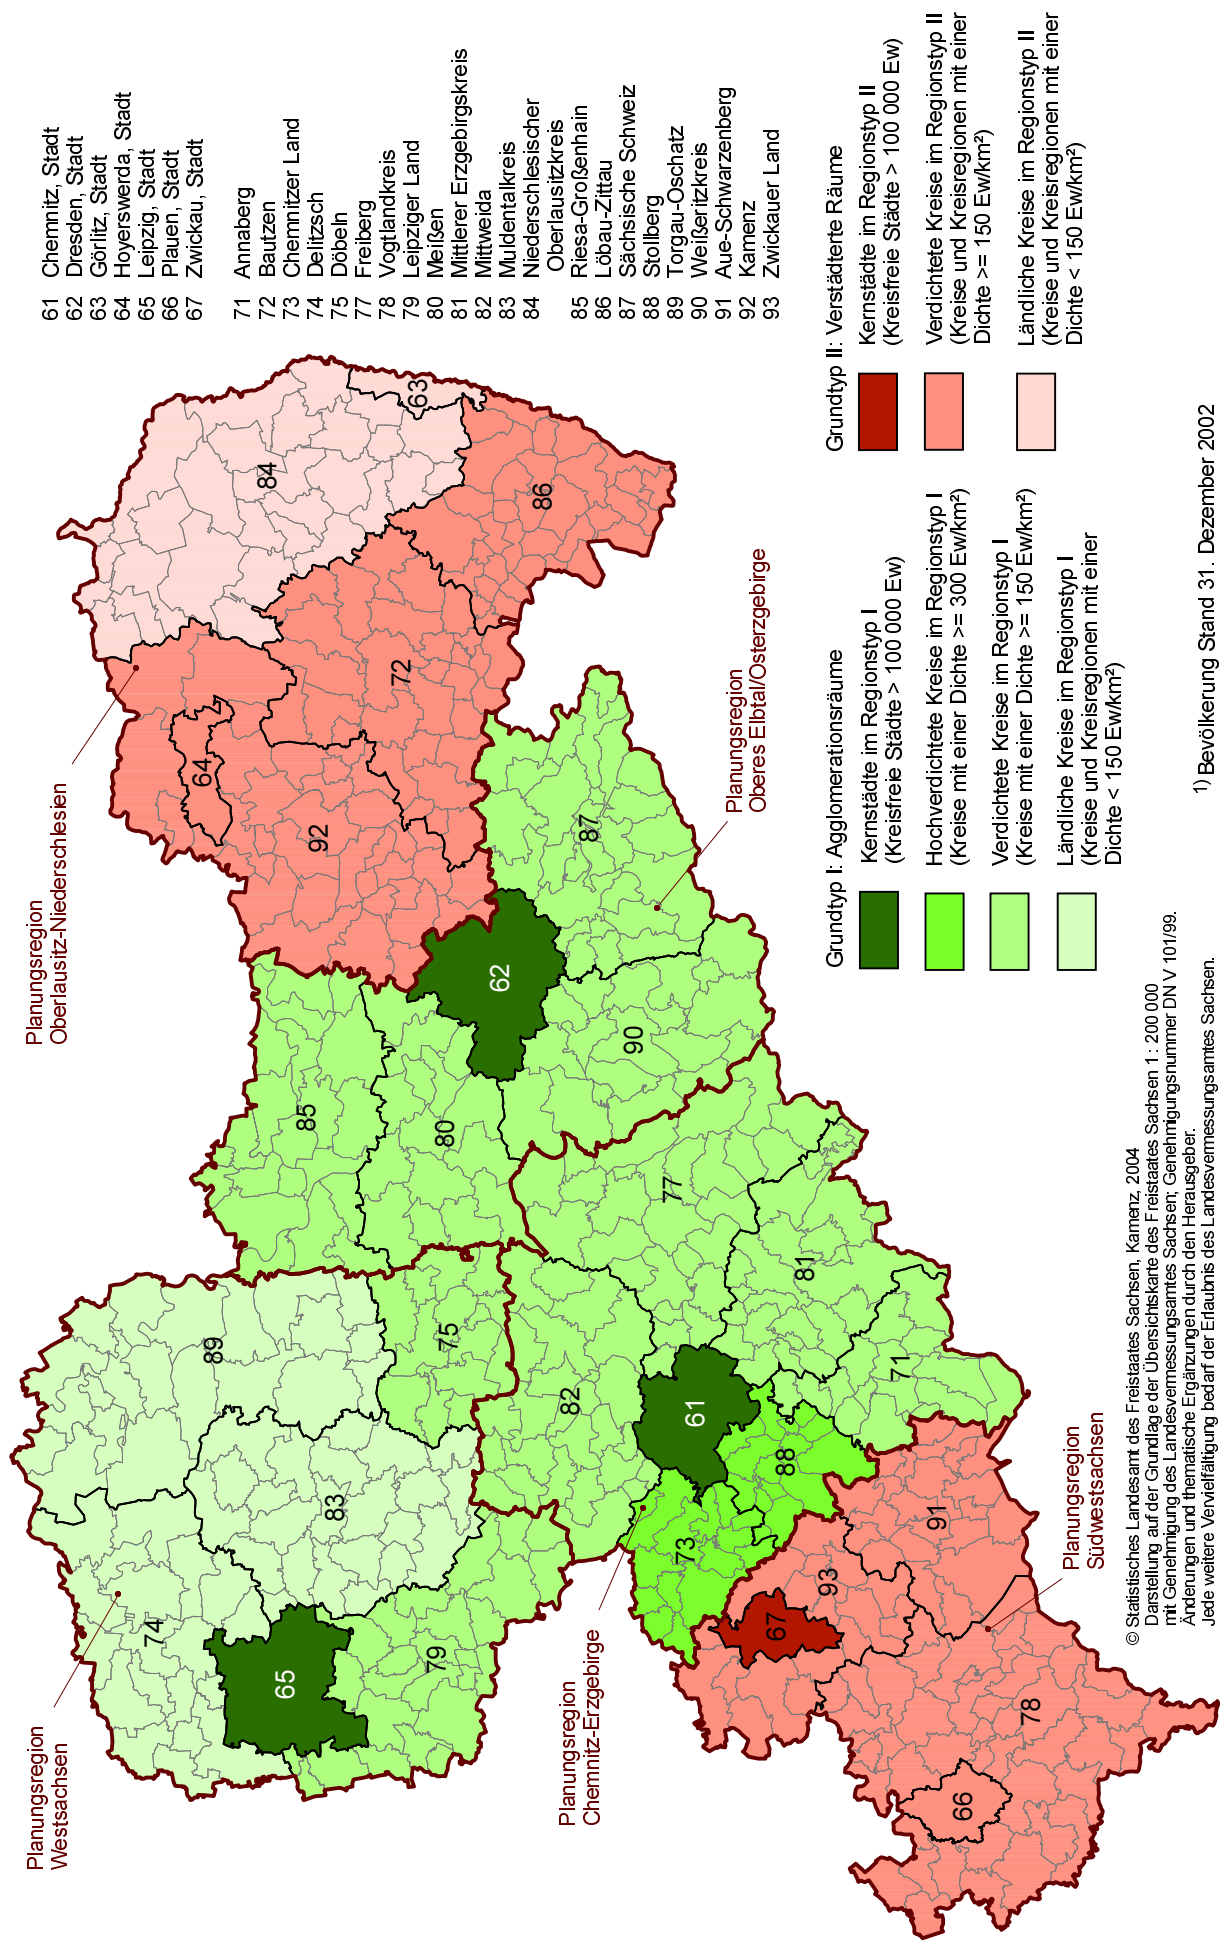 Planungsregion
Westsachsen
Planungsregion
Oberlausitz-Niederschlesien
Planungsregion
Chemnitz-Erzgebirge
Planungsregion
Südwestsachsen
Planungsregion
Oberes Elbtal/Osterzgebirge
74
65
79
83
89
75
82
73
61
88
67
93
91
78
66
71
81
77
85
80
62
90
87
92
64
72
84
63
86
61 Chemnitz, Stadt
62 Dresden, Stadt
63 Görlitz, Stadt
64 Hoyerswerda, Stadt
65 Leipzig, Stadt
66 Plauen, Stadt
67 Zwickau, Stadt
71 Annaberg
72 Bautzen
73 Chemnitzer Land
74 Delitzsch
75 Döbeln
77 Freiberg
78 Vogtlandkreis
79 Leipziger Land
80 Meißen
81 Mittlerer Erzgebirgskreis
82 Mittweida
83 Muldentalkreis
84 Niederschlesischer
Oberlausitzkreis
85 Riesa-Großenhain
86 Löbau-Zittau
87 Sächsische Schweiz
88 Stollberg
89 Torgau-Oschatz
90 Weißeritzkreis
91 Aue-Schwarzenberg
92 Kamenz
93 Zwickauer Land
Grundtyp I: Agglomerationsräume
Kernstädte im Regionstyp I
(Kreisfreie Städte > 100 000 Ew)
Hochverdichtete Kreise im Regionstyp I
(Kreise mit einer Dichte >= 300 Ew/km²)
Verdichtete Kreise im Regionstyp I
(Kreise mit einer Dichte >= 150 Ew/km²)
Ländliche Kreise im Regionstyp I
(Kreise und Kreisregionen mit einer
Dichte < 150 Ew/km²)
Grundtyp II: Verstädterte Räume
Kernstädte im Regionstyp II
(Kreisfreie Städte > 100 000 Ew)
Verdichtete Kreise im Regionstyp II
(Kreise und Kreisregionen mit einer
Dichte >= 150 Ew/km²)
Ländliche Kreise im Regionstyp II
(Kreise und Kreisregionen mit einer
Dichte < 150 Ew/km²)
© Statistisches Landesamt des Freistaates Sachsen, Kamenz, 2004
Darstellung auf der Grundlage der Übersichtskarte des Freistaates Sachsen 1 : 200 000
mit Genehmigung des Landesvermessungsamtes Sachsen; Genehmigungsnummer DN V 101/99.
Änderungen und thematische Ergänzungen durch den Herausgeber.
Jede weitere Vervielfältigung bedarf der Erlaubnis des Landesvermessungsamtes Sachsen.
1) Bevölkerung Stand 31. Dezember 2002